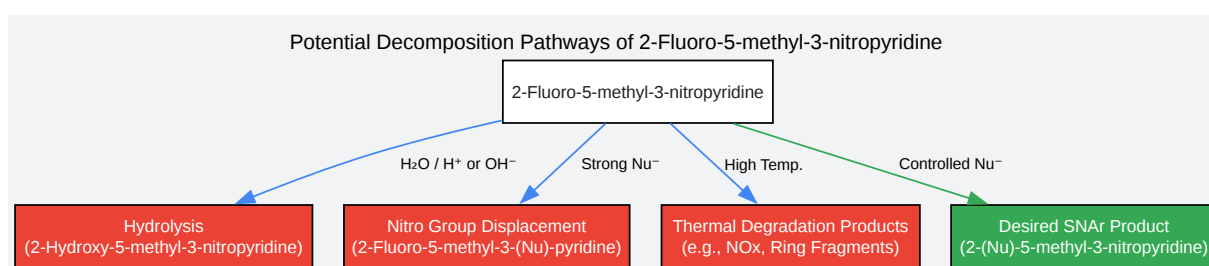 Potential Decomposition Pathways of 2-Fluoro-5-methyl-3-nitropyridine
2-Fluoro-5-methyl-3-nitropyridine
H₂O / H⁺ or OH⁻
Strong Nu⁻
High Temp.
Controlled Nu⁻
Hydrolysis
(2-Hydroxy-5-methyl-3-nitropyridine)
Nitro Group Displacement
(2-Fluoro-5-methyl-3-(Nu)-pyridine)
Thermal Degradation Products
(e.g., NOx, Ring Fragments)
Desired SNAr Product
(2-(Nu)-5-methyl-3-nitropyridine)